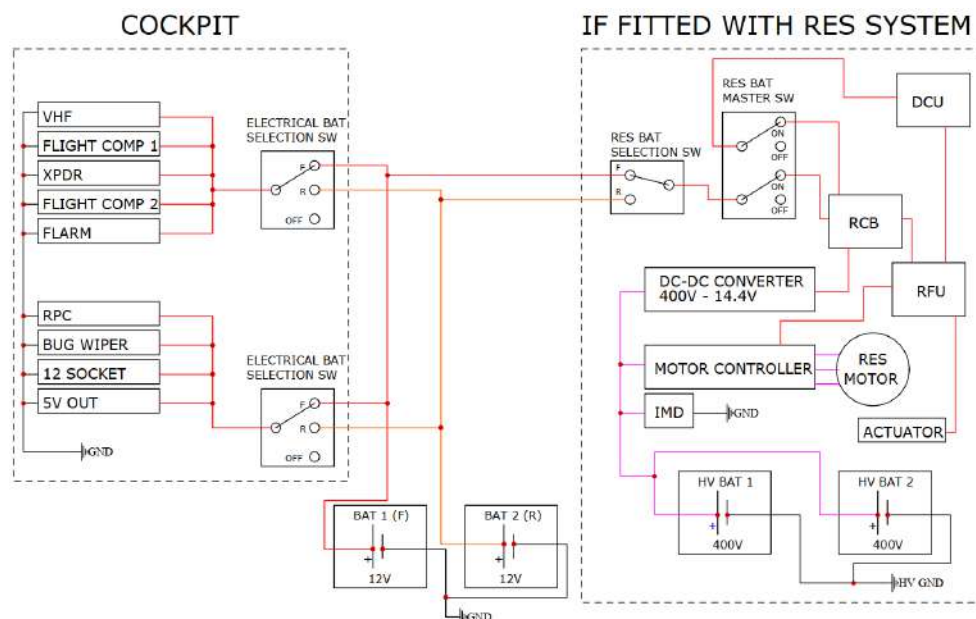 COCKPIT
IF FITTED WITH RES SYSTEM
VHF
FLIGHT COMP 1
XPDR
FLIGHT COMP 2
FLARM
ELECTRICAL BAT
SELECTION SW
F
R
OFF
RPC
BUG WIPER
12 SOCKET
5V OUT
GND
ELECTRICAL BAT
SELECTION SW
F
R
OFF
BAT 1 (F)
+
12V
BAT 2 (R)
+
12V
GND
RES BAT
SELECTION SW
F
R
RES BAT
MASTER SW
ON
OFF
ON
OFF
DCU
RCB
RFU
DC-DC CONVERTER
400V - 14.4V
MOTOR CONTROLLER
RES
MOTOR
IMD
GND
ACTUATOR
HV BAT 1
+
400V
HV BAT 2
+
400V
HV GND